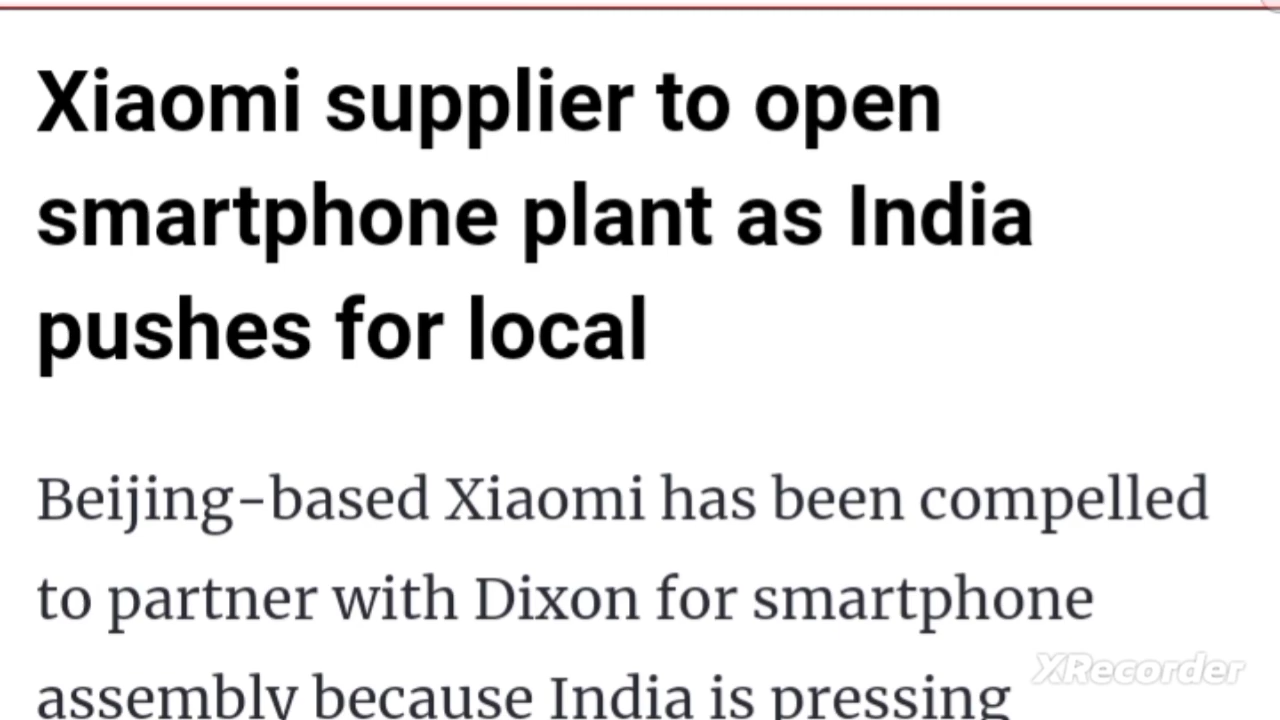 Xiaomi supplier to open
smartphone plant as India
pushes for local
Beijing-based Xiaomi has been compelled
to partner with Dixon for smartphone
assembly because India is pressing
XRecorder